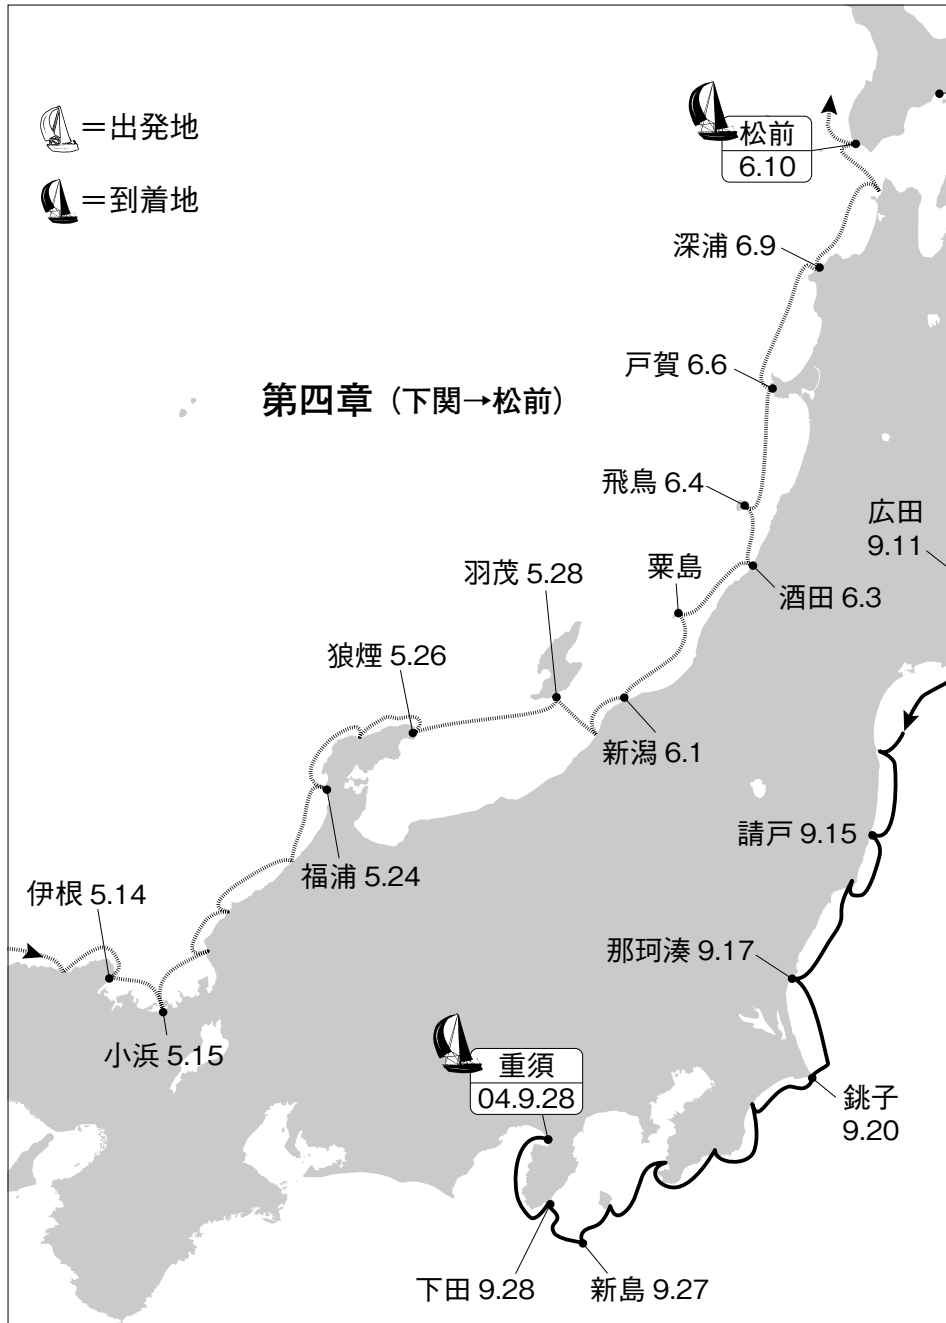 =出発地
=到着地
松前
6.10
深浦 6.9
戸賀 6.6
第四章(下関→松前)
飛鳥 6.4
広田
9.11
羽茂 5.28
粟島
酒田 6.3
狼煙 5.26
新潟 6.1
請戸 9.15
福浦 5.24
伊根 5.14
那珂湊 9.17
小浜 5.15
重須
04.9.28
銚子
9.20
下田 9.28
新島 9.27